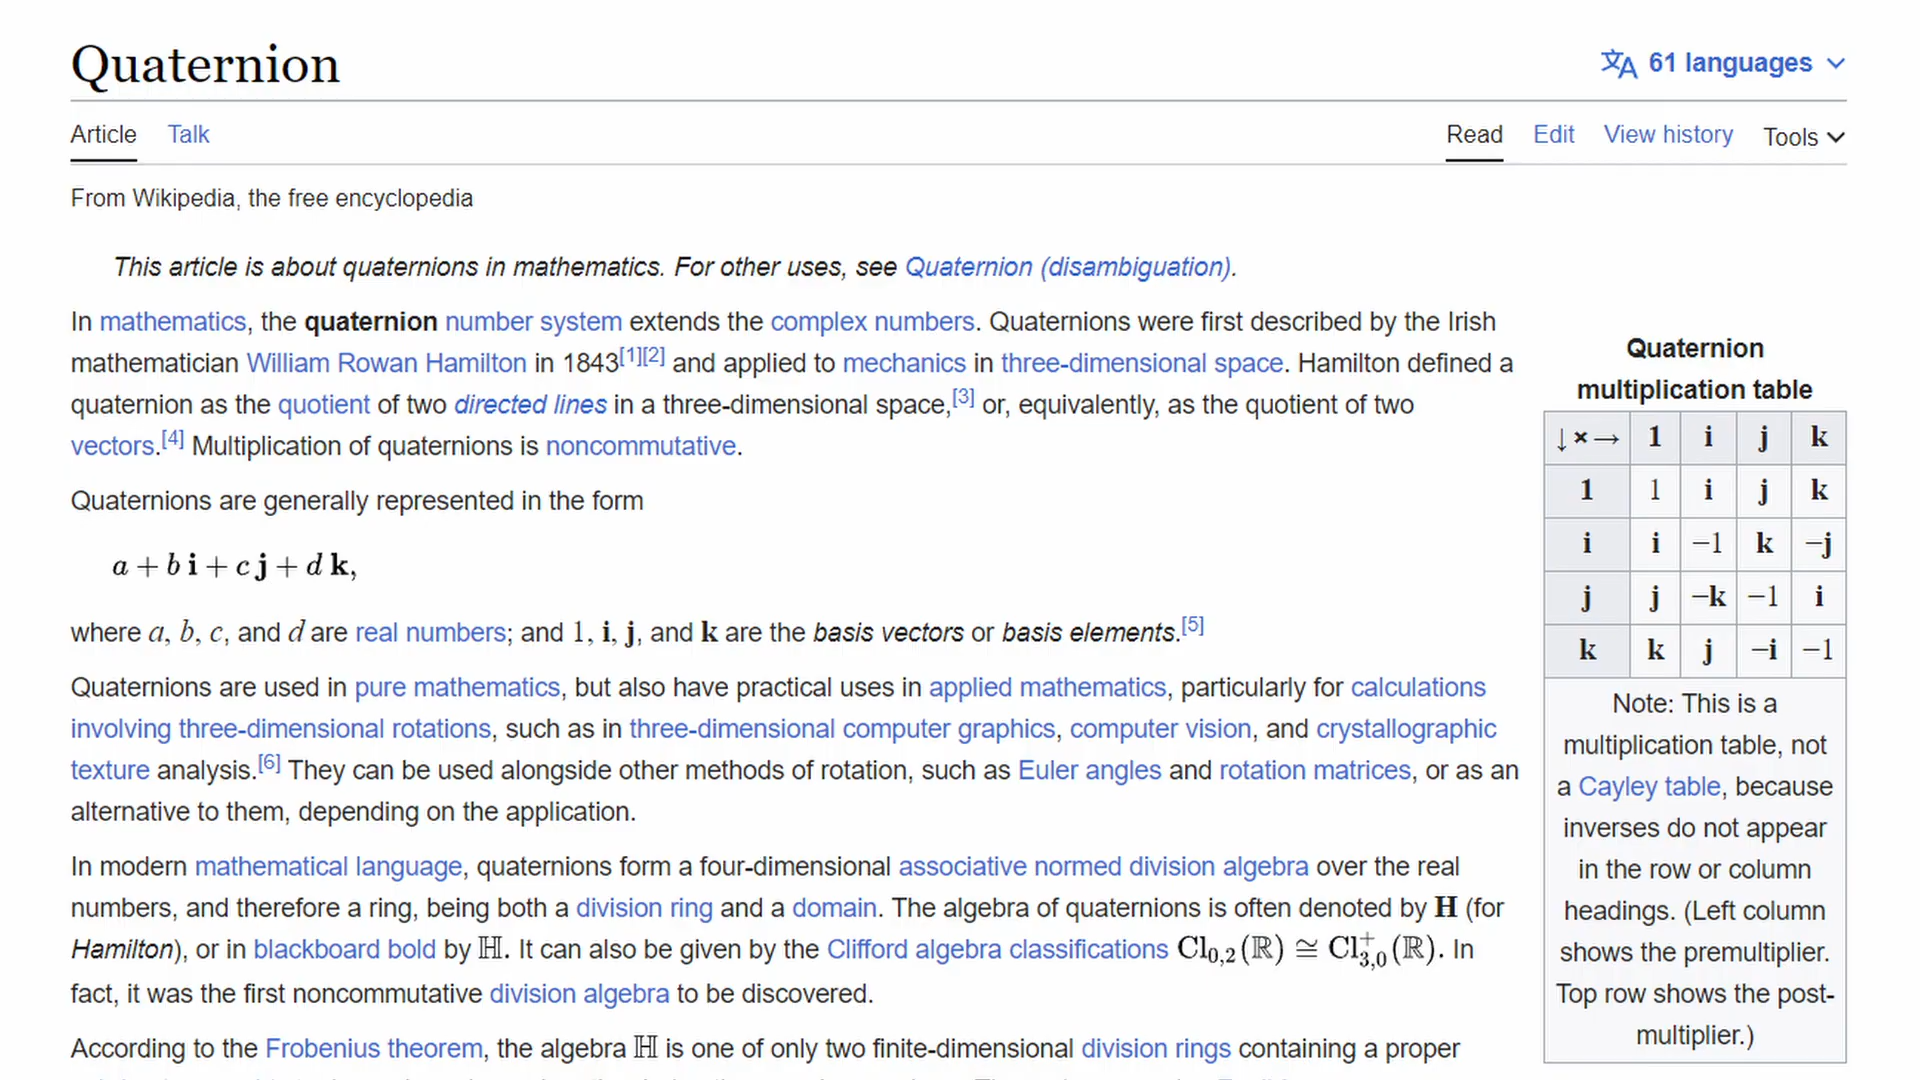 Quaternion
61 languages
Article Talk
Read Edit View history Tools
From Wikipedia, the free encyclopedia
This article is about quaternions in mathematics. For other uses, see Quaternion (disambiguation).
In mathematics, the quaternion number system extends the complex numbers. Quaternions were first described by the Irish
mathematician William Rowan Hamilton in 1843[1][2] and applied to mechanics in three-dimensional space. Hamilton defined a
quaternion as the quotient of two directed lines in a three-dimensional space,[3] or, equivalently, as the quotient of two
vectors.[4] Multiplication of quaternions is noncommutative.
Quaternions are generally represented in the form
a + b i + c j + d k,
where a, b, c, and d are real numbers; and 1, i, j, and k are the basis vectors or basis elements.[5]
Quaternions are used in pure mathematics, but also have practical uses in applied mathematics, particularly for calculations
involving three-dimensional rotations, such as in three-dimensional computer graphics, computer vision, and crystallographic
texture analysis.[6] They can be used alongside other methods of rotation, such as Euler angles and rotation matrices, or as an
alternative to them, depending on the application.
In modern mathematical language, quaternions form a four-dimensional associative normed division algebra over the real
numbers, and therefore a ring, being both a division ring and a domain. The algebra of quaternions is often denoted by H (for
Hamilton), or in blackboard bold by ℍ. It can also be given by the Clifford algebra classifications Cl₀,₂(ℝ) ≅ Cl⁺₃,₀(ℝ). In
fact, it was the first noncommutative division algebra to be discovered.
According to the Frobenius theorem, the algebra ℍ is one of only two finite-dimensional division rings containing a proper
Quaternion
multiplication table
↓ × → 1 i j k
1 1 i j k
i i −1 k −j
j j −k −1 i
k k j −i −1
Note: This is a
multiplication table, not
a Cayley table, because
inverses do not appear
in the row or column
headings. (Left column
shows the premultiplier.
Top row shows the post-
multiplier.)